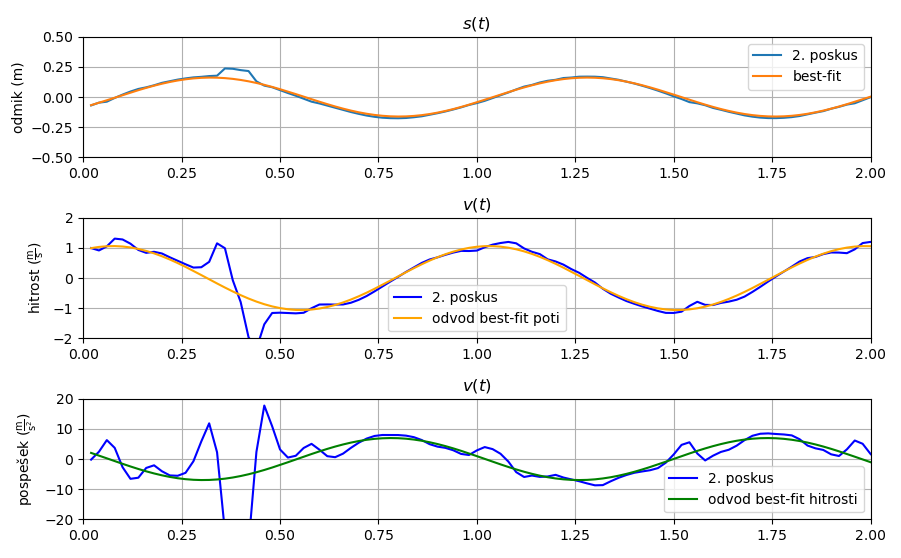 s(t)
odmik (m)
0.50
0.25
0.00
−0.25
−0.50
2. poskus
best-fit
0.00 0.25 0.50 0.75 1.00 1.25 1.50 1.75 2.00
v(t)
hitrost (m/s)
2
1
0
−1
−2
2. poskus
odvod best-fit poti
0.00 0.25 0.50 0.75 1.00 1.25 1.50 1.75 2.00
v(t)
pospešek (m/s²)
20
10
0
−10
−20
2. poskus
odvod best-fit hitrosti
0.00 0.25 0.50 0.75 1.00 1.25 1.50 1.75 2.00